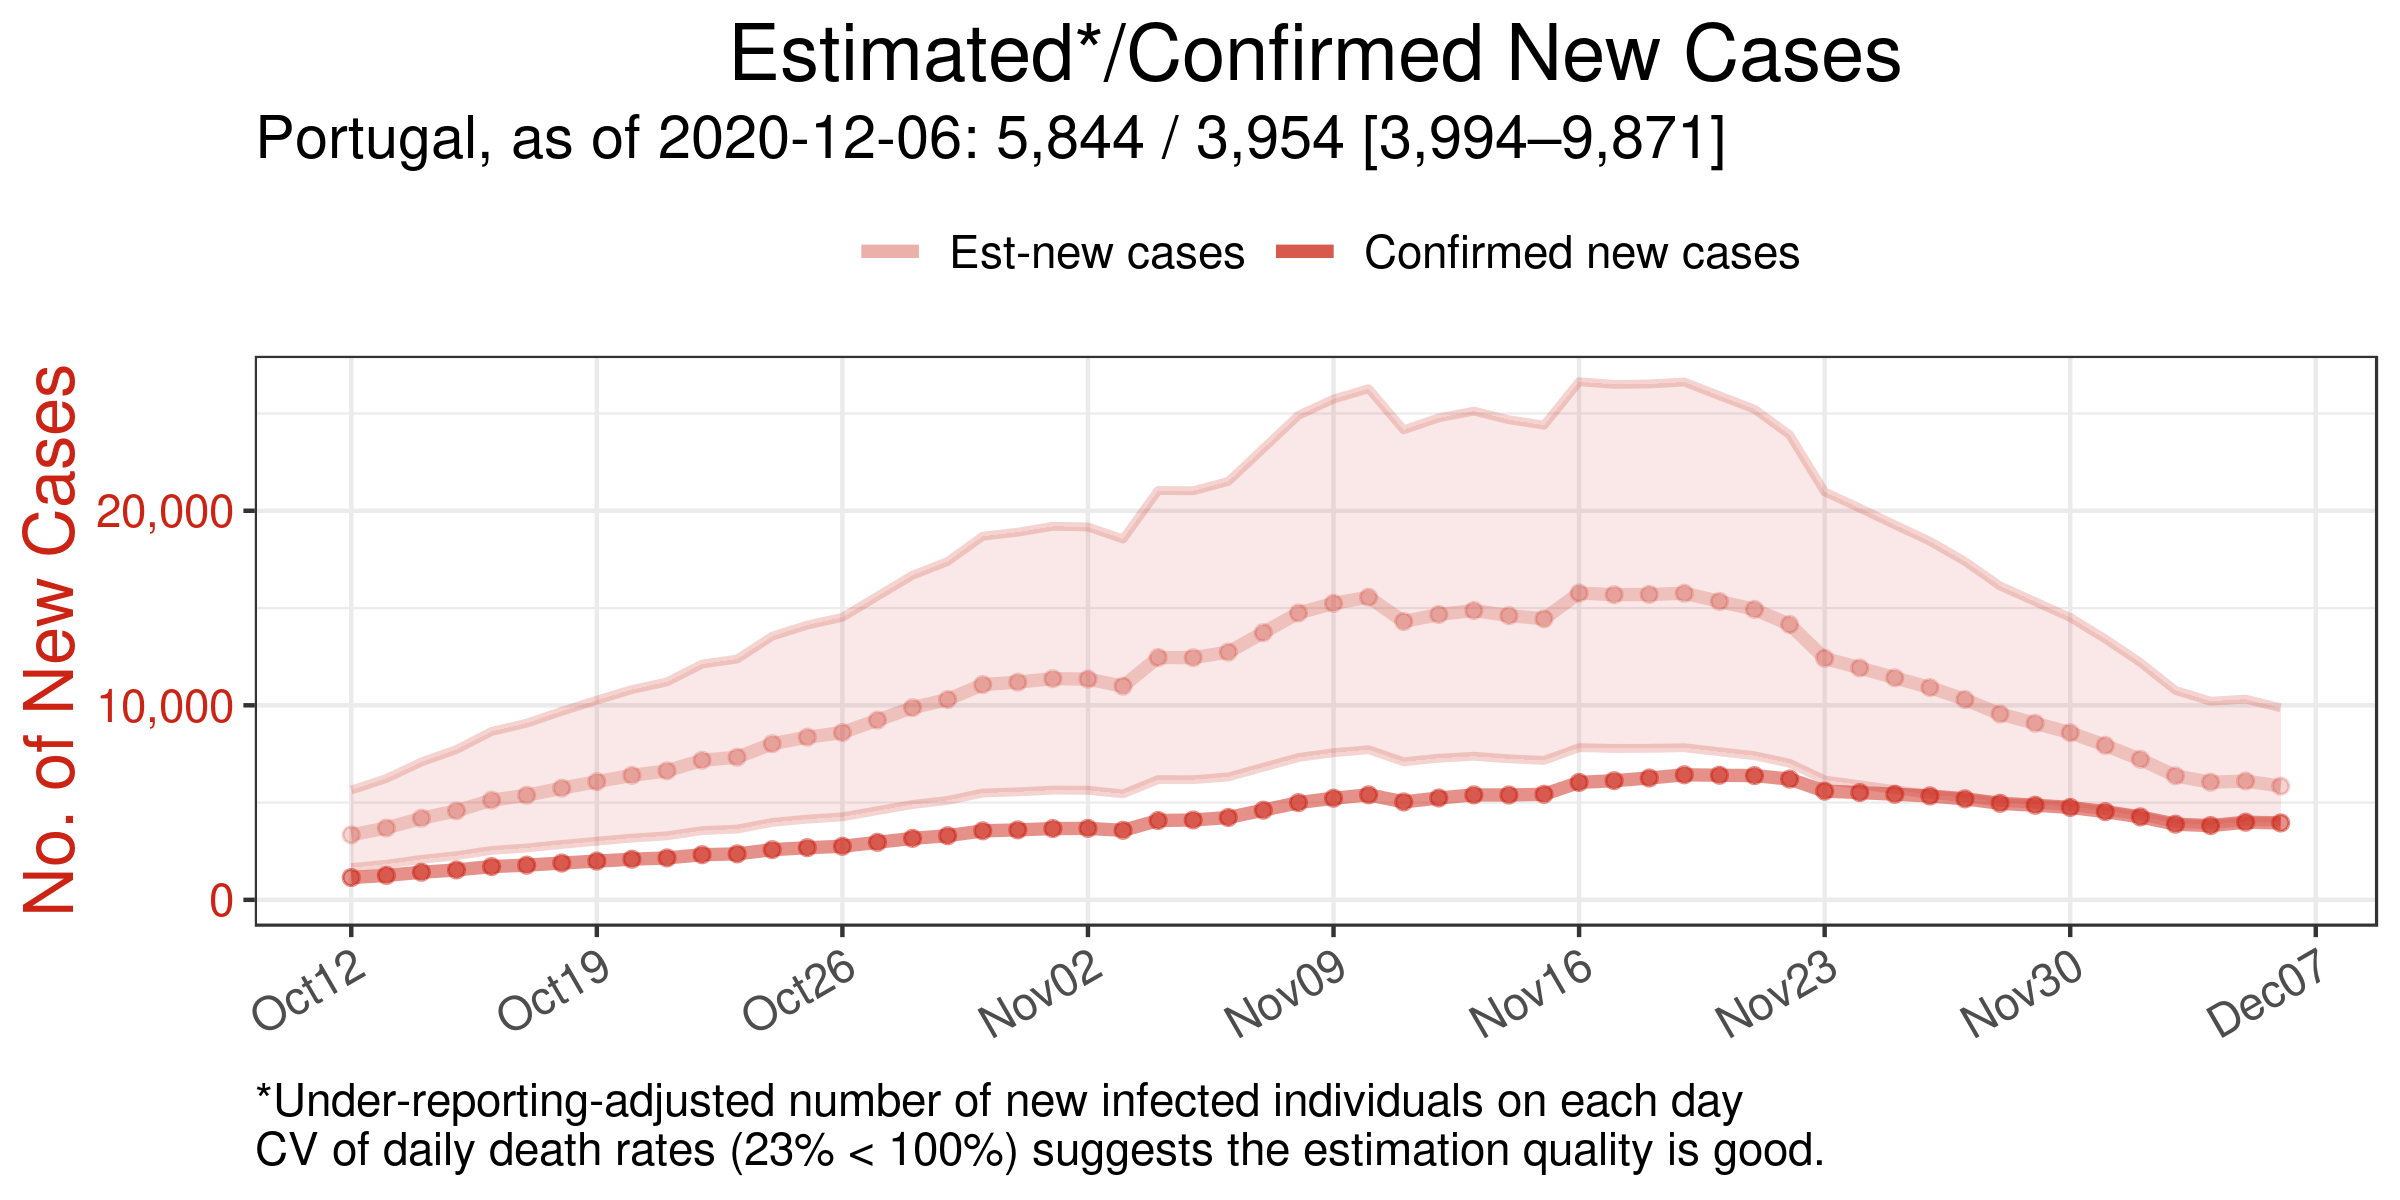 Estimated*/Confirmed New Cases
Portugal, as of 2020-12-06: 5,844 / 3,954 [3,994–9,871]
Est-new cases
Confirmed new cases
No. of New Cases
20,000
10,000
0
Oct12
Oct19
Oct26
Nov02
Nov09
Nov16
Nov23
Nov30
Dec07
*Under-reporting-adjusted number of new infected individuals on each day
CV of daily death rates (23% < 100%) suggests the estimation quality is good.